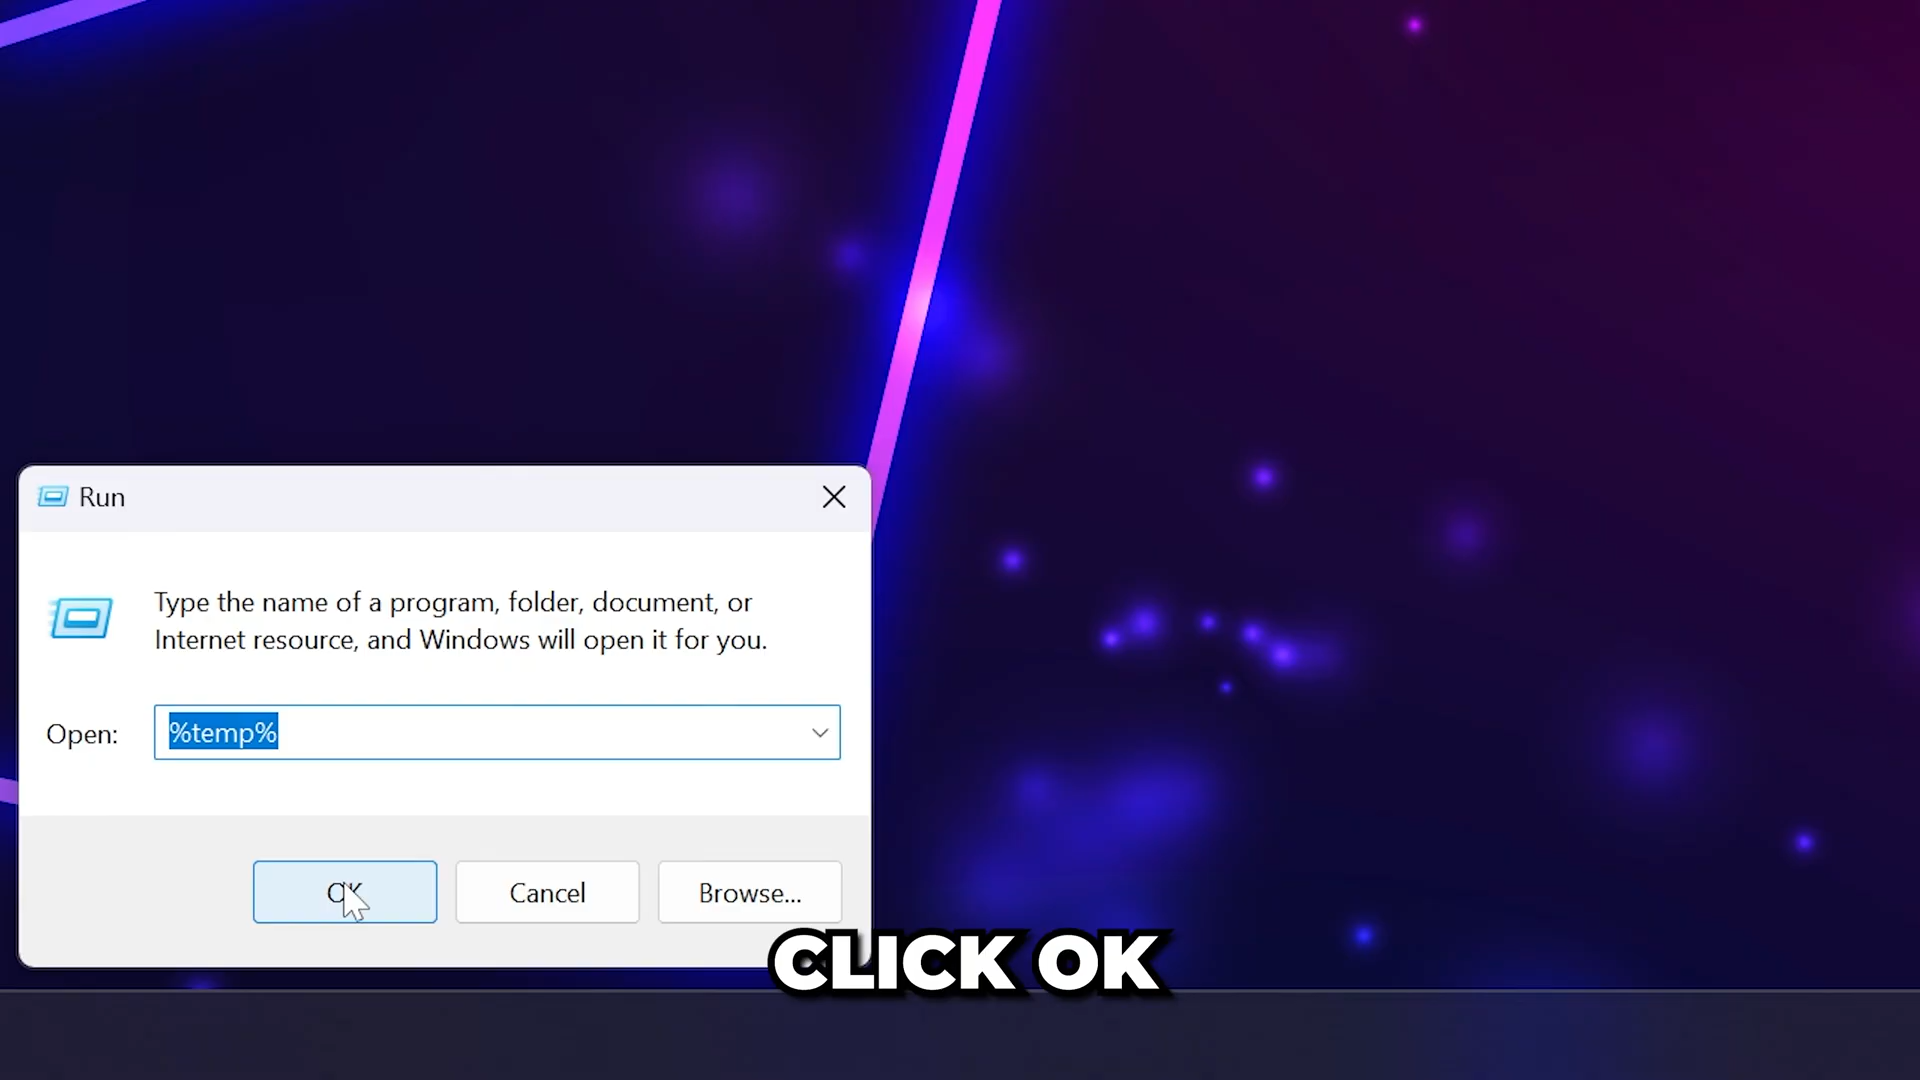 Run
Type the name of a program, folder, document, or
Internet resource, and Windows will open it for you.
Open:
%temp%
OK
Cancel
Browse...
CLICK OK